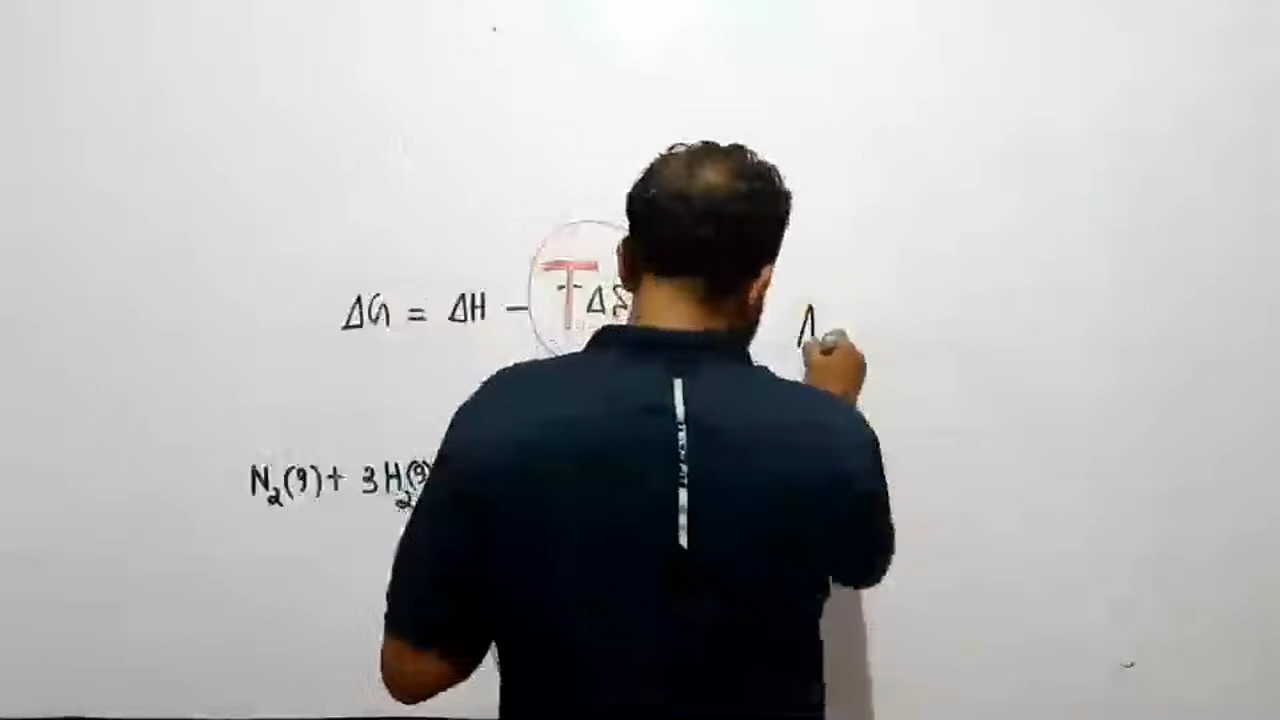 ΔG = ΔH - TΔS
N₂(g) + 3H₂(g)